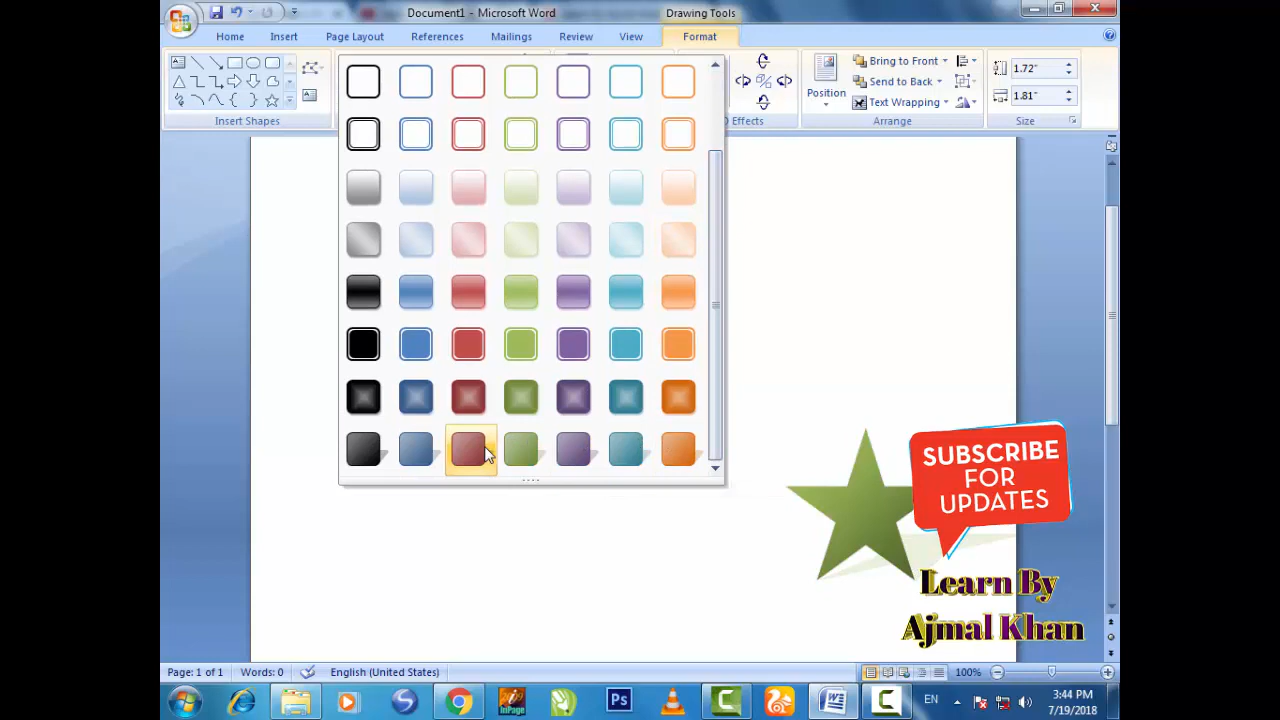 Document1 - Microsoft Word
Drawing Tools
Home Insert Page Layout References Mailings Review View Format
Bring to Front
Send to Back
Text Wrapping
Position
1.72"
1.81"
Insert Shapes
Effects
Arrange
Size
SUBSCRIBE
FOR
UPDATES
Learn By
Ajmal Khan
Page: 1 of 1 Words: 0 English (United States) 100%
InPage
Ps
EN
3:44 PM
7/19/2018